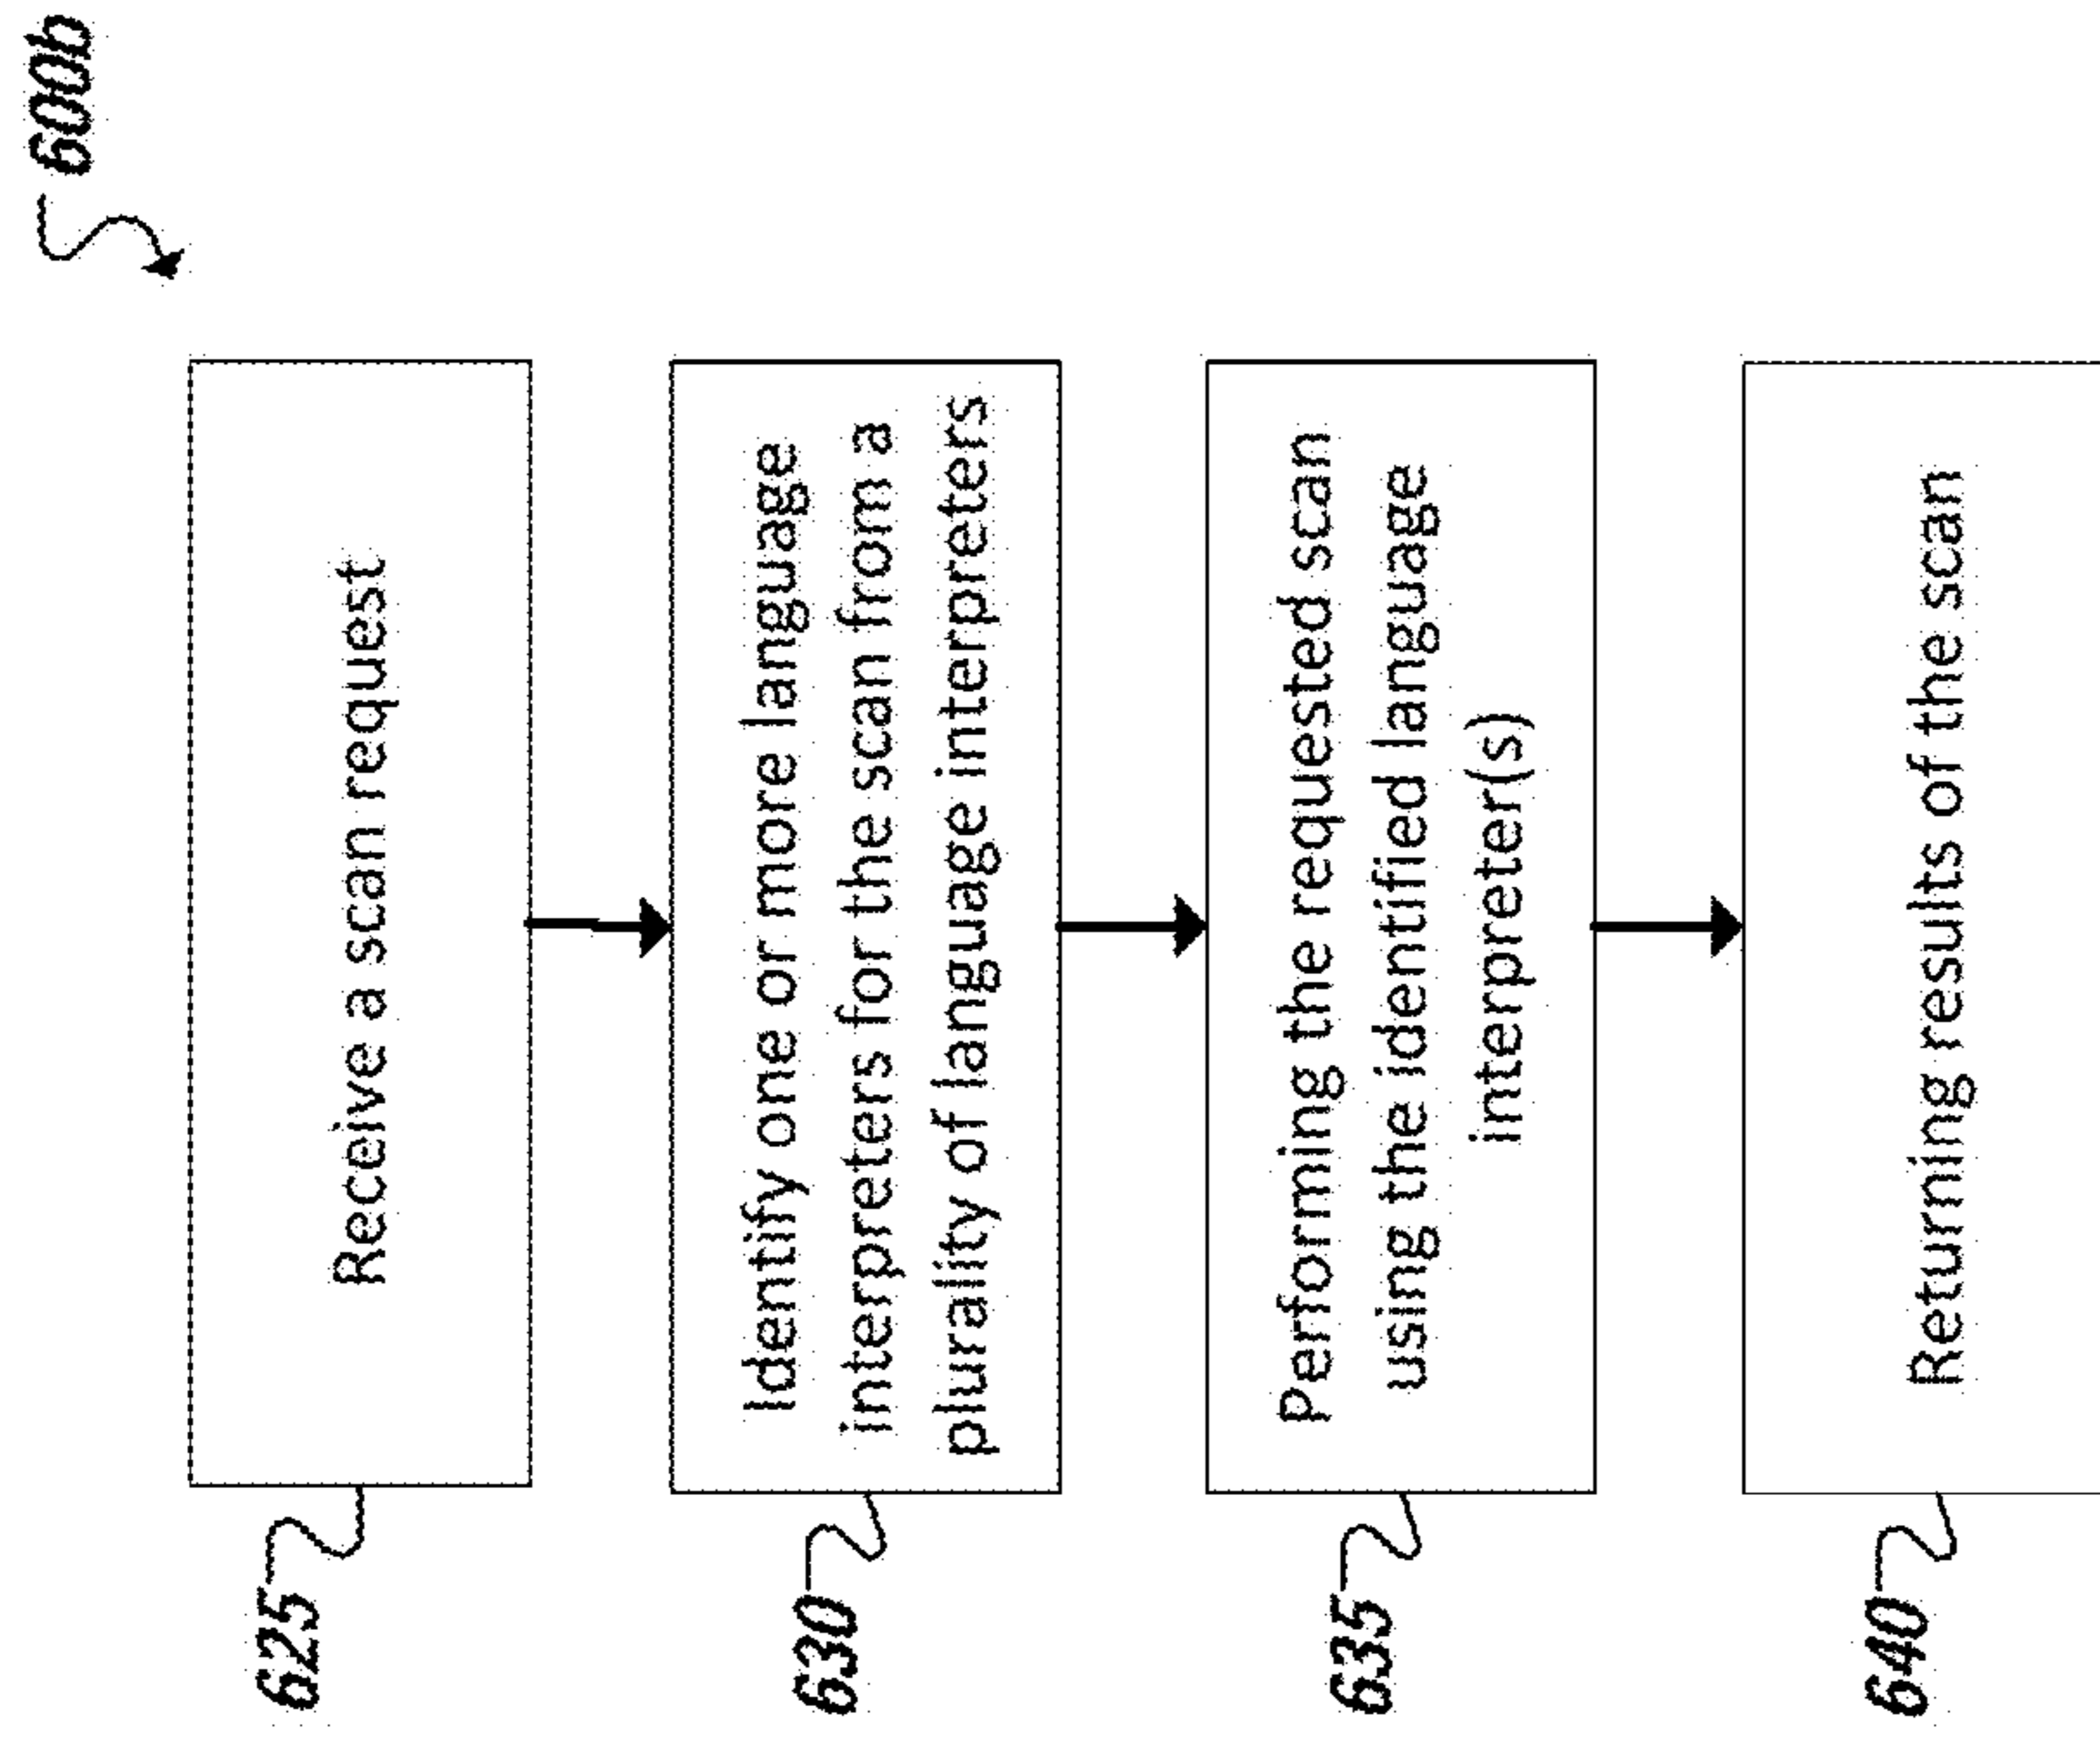 600b
Receive a scan request
625
Identify one or more language
interpreters for the scan from a
plurality of language interpreters
630
Performing the requested scan
using the identified language
interpreter(s)
635
Returning results of the scan
640